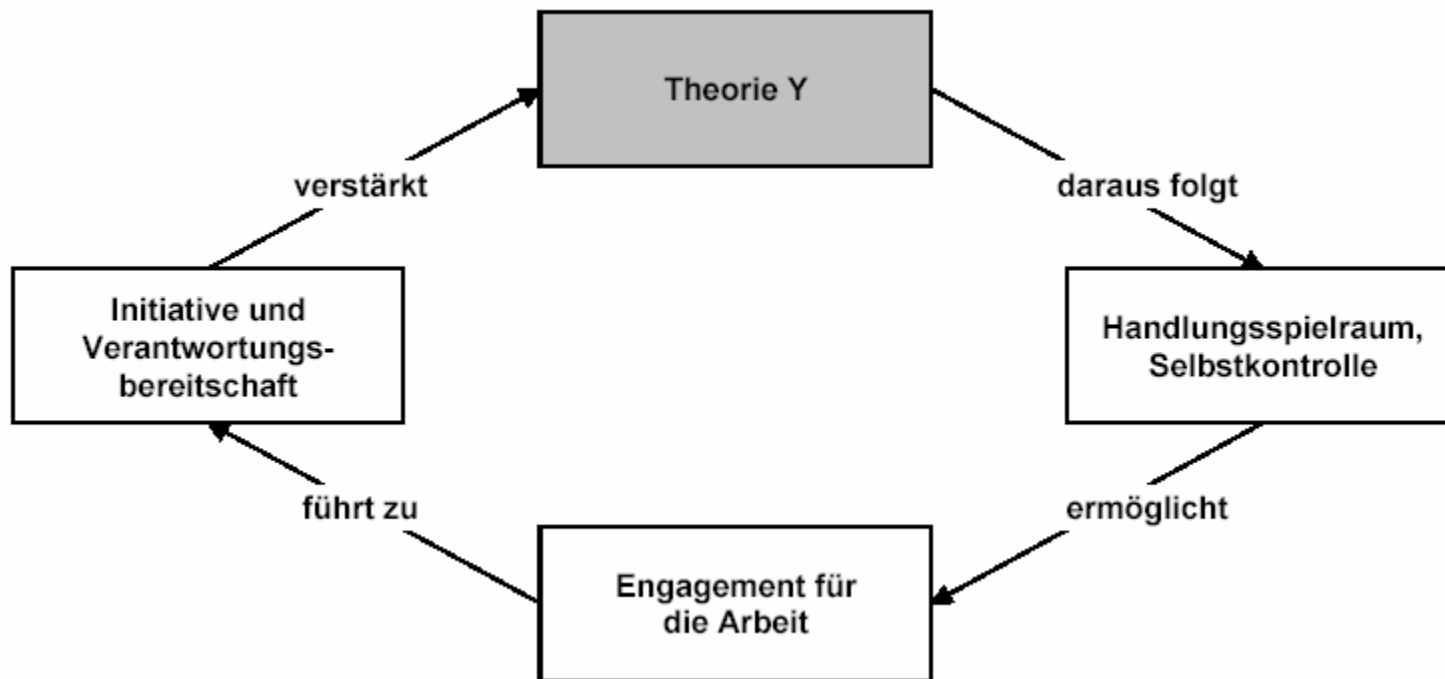 Theorie Y
verstärkt
daraus folgt
Initiative und
Verantwortungs-
bereitschaft
Handlungsspielraum,
Selbstkontrolle
führt zu
ermöglicht
Engagement für
die Arbeit